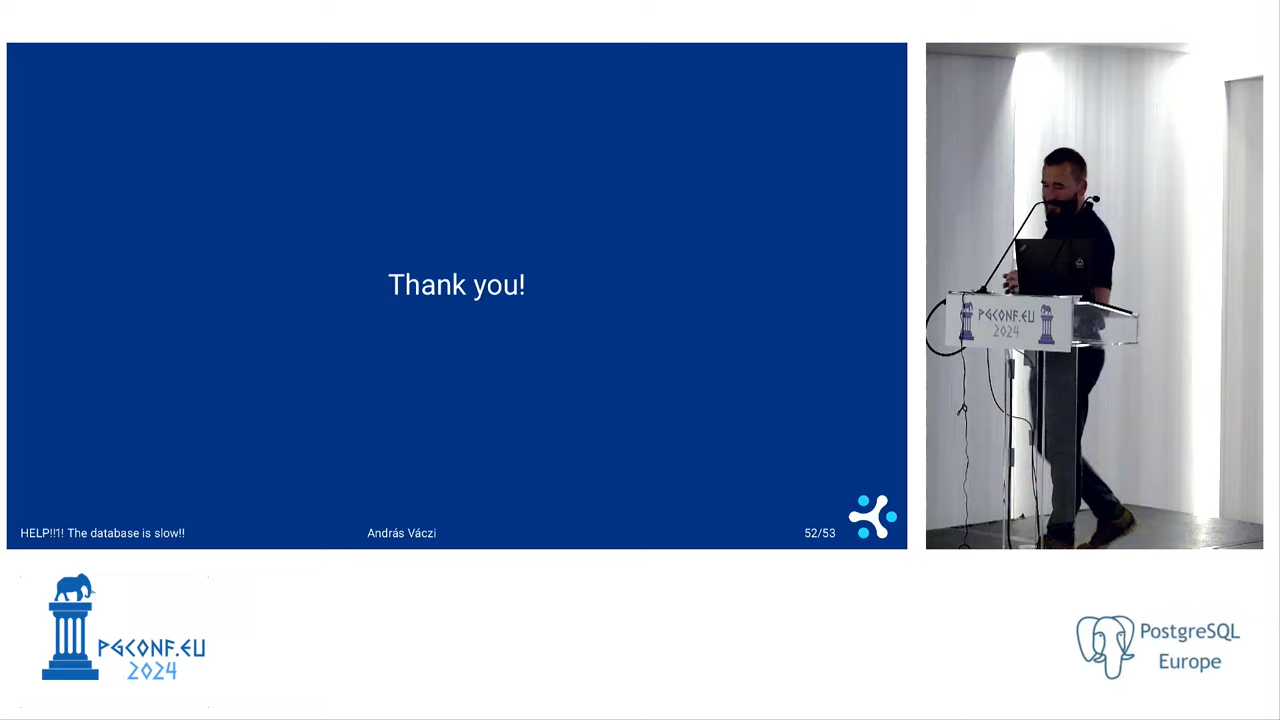 Thank you!
HELP!!1! The database is slow!!
András Váczi
52/53
PGCONF.EU
2024
PGCONF.EU
2024
PostgreSQL
Europe